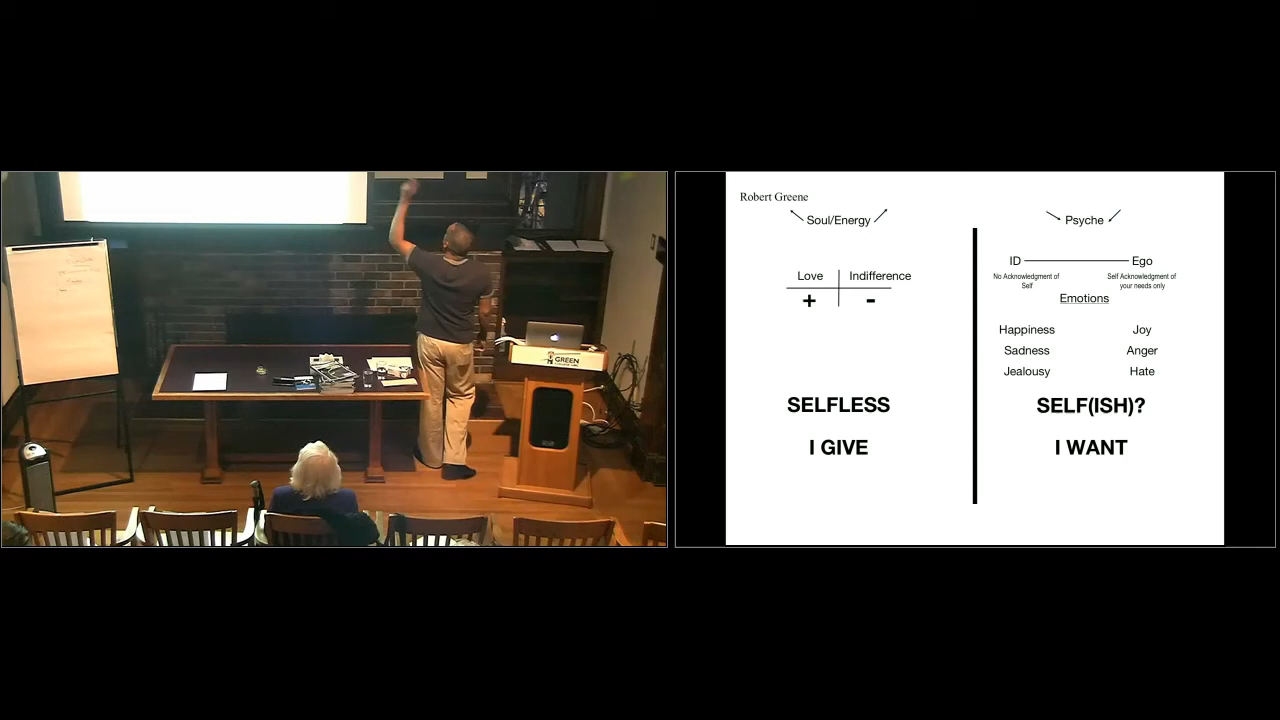 GREEN
Robert Greene
Soul/Energy
Love Indifference
+ -
SELFLESS
I GIVE
Psyche
ID Ego
No Acknowledgment of
Self
Self Acknowledgment of
your needs only
Emotions
Happiness Joy
Sadness Anger
Jealousy Hate
SELF(ISH)?
I WANT